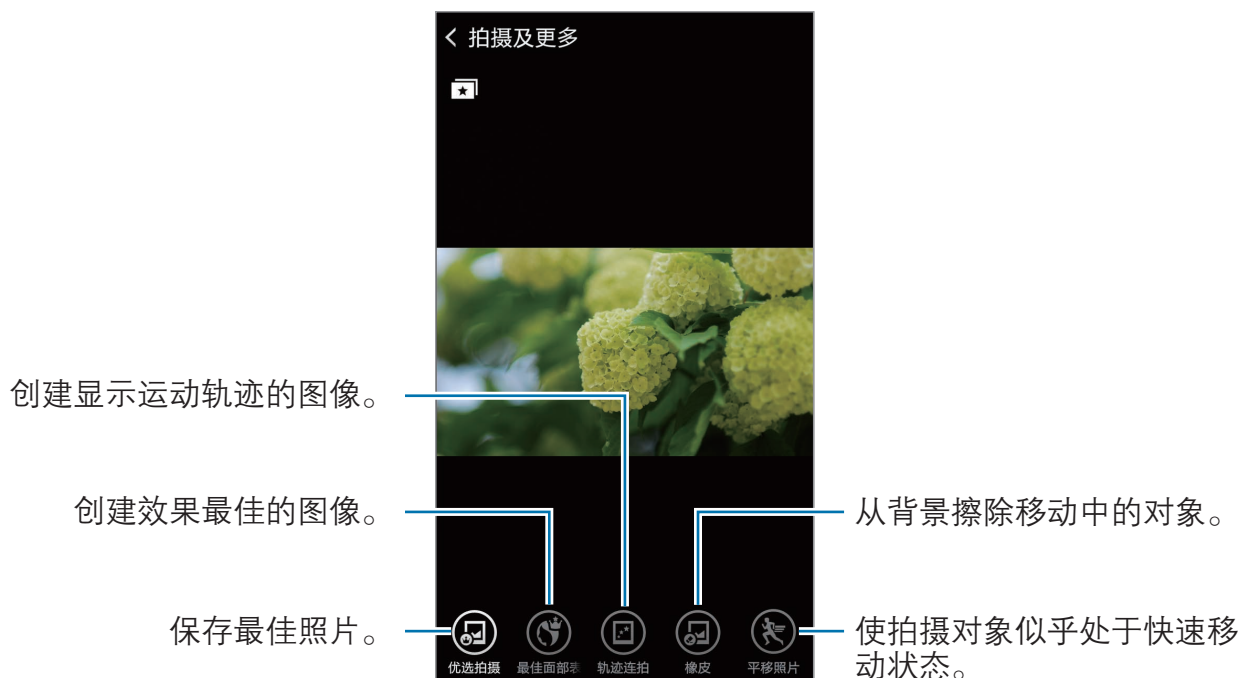 拍摄及更多
创建显示运动轨迹的图像。
创建效果最佳的图像。
从背景擦除移动中的对象。
保存最佳照片。
使拍摄对象似乎处于快速移
动状态。
优选拍摄
最佳面部表
轨迹连拍
橡皮
平移照片